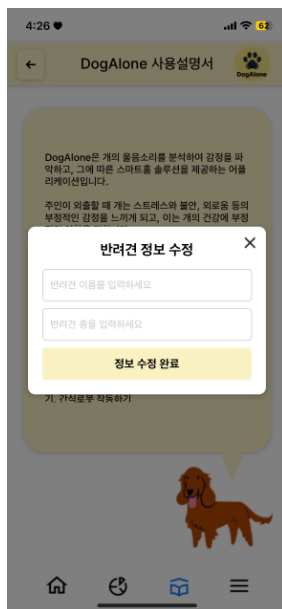 4:26
62
DogAlone 사용설명서
DogAlone
DogAlone은 개의 울음소리를 분석하여 감정을 파
악하고, 그에 따른 스마트홈 솔루션을 제공하는 어플
리케이션입니다.
주인이 외출할 때 개는 스트레스와 불안, 외로움 등의
부정적인 감정을 느끼게 되고, 이는 개의 건강에 부정
반려견 정보 수정
반려견 이름을 입력하세요
반려견 종을 입력하세요
정보 수정 완료
기, 간식로봇 작동하기